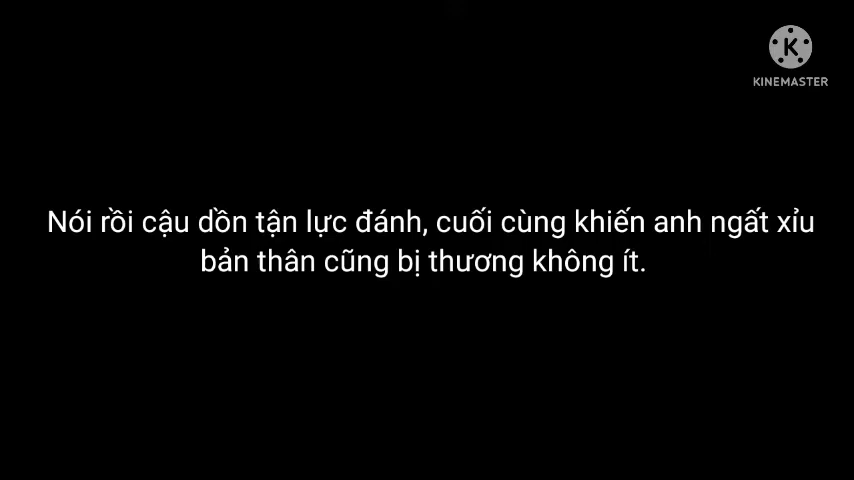 K
KINEMASTER
Nói rồi cậu dồn tận lực đánh, cuối cùng khiến anh ngất xỉu
bản thân cũng bị thương không ít.